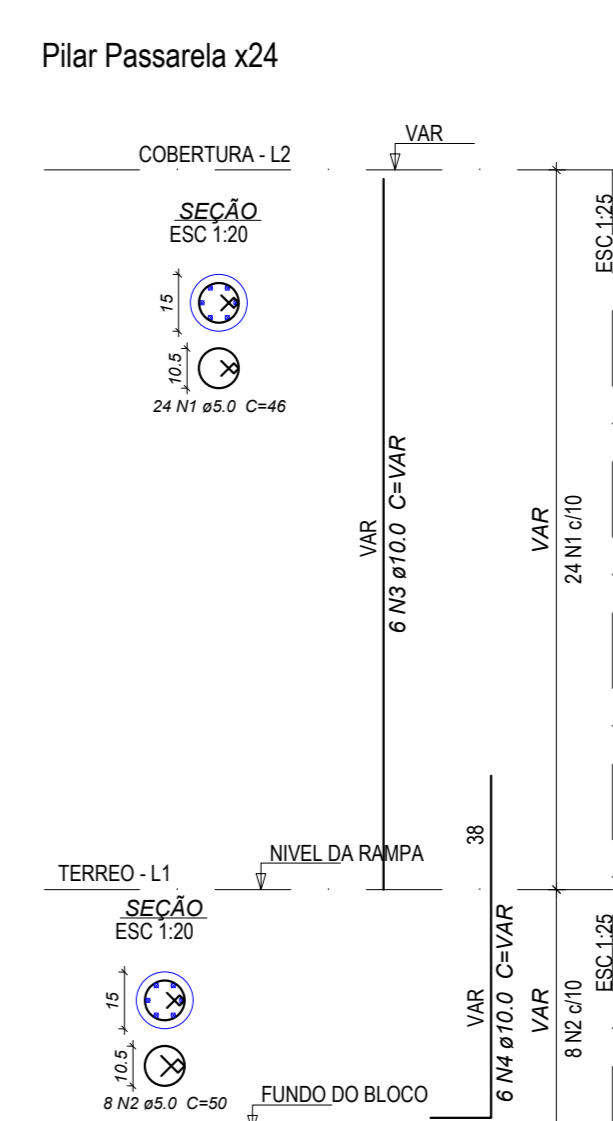 Pilar Passarela x24
VAR
COBERTURA - L2
SEÇÃO
ESC 1:20
15
10.5
24 N1 ø5.0 C=46
VAR
6 N3 ø10.0 C=VAR
VAR
24 N1 c/10
ESC 1:25
38
NIVEL DA RAMPA
TERREO - L1
SEÇÃO
ESC 1:20
15
10.5
8 N2 ø5.0 C=50
VAR
6 N4 ø10.0 C=VAR
VAR
8 N2 c/10
ESC 1:25
FUNDO DO BLOCO